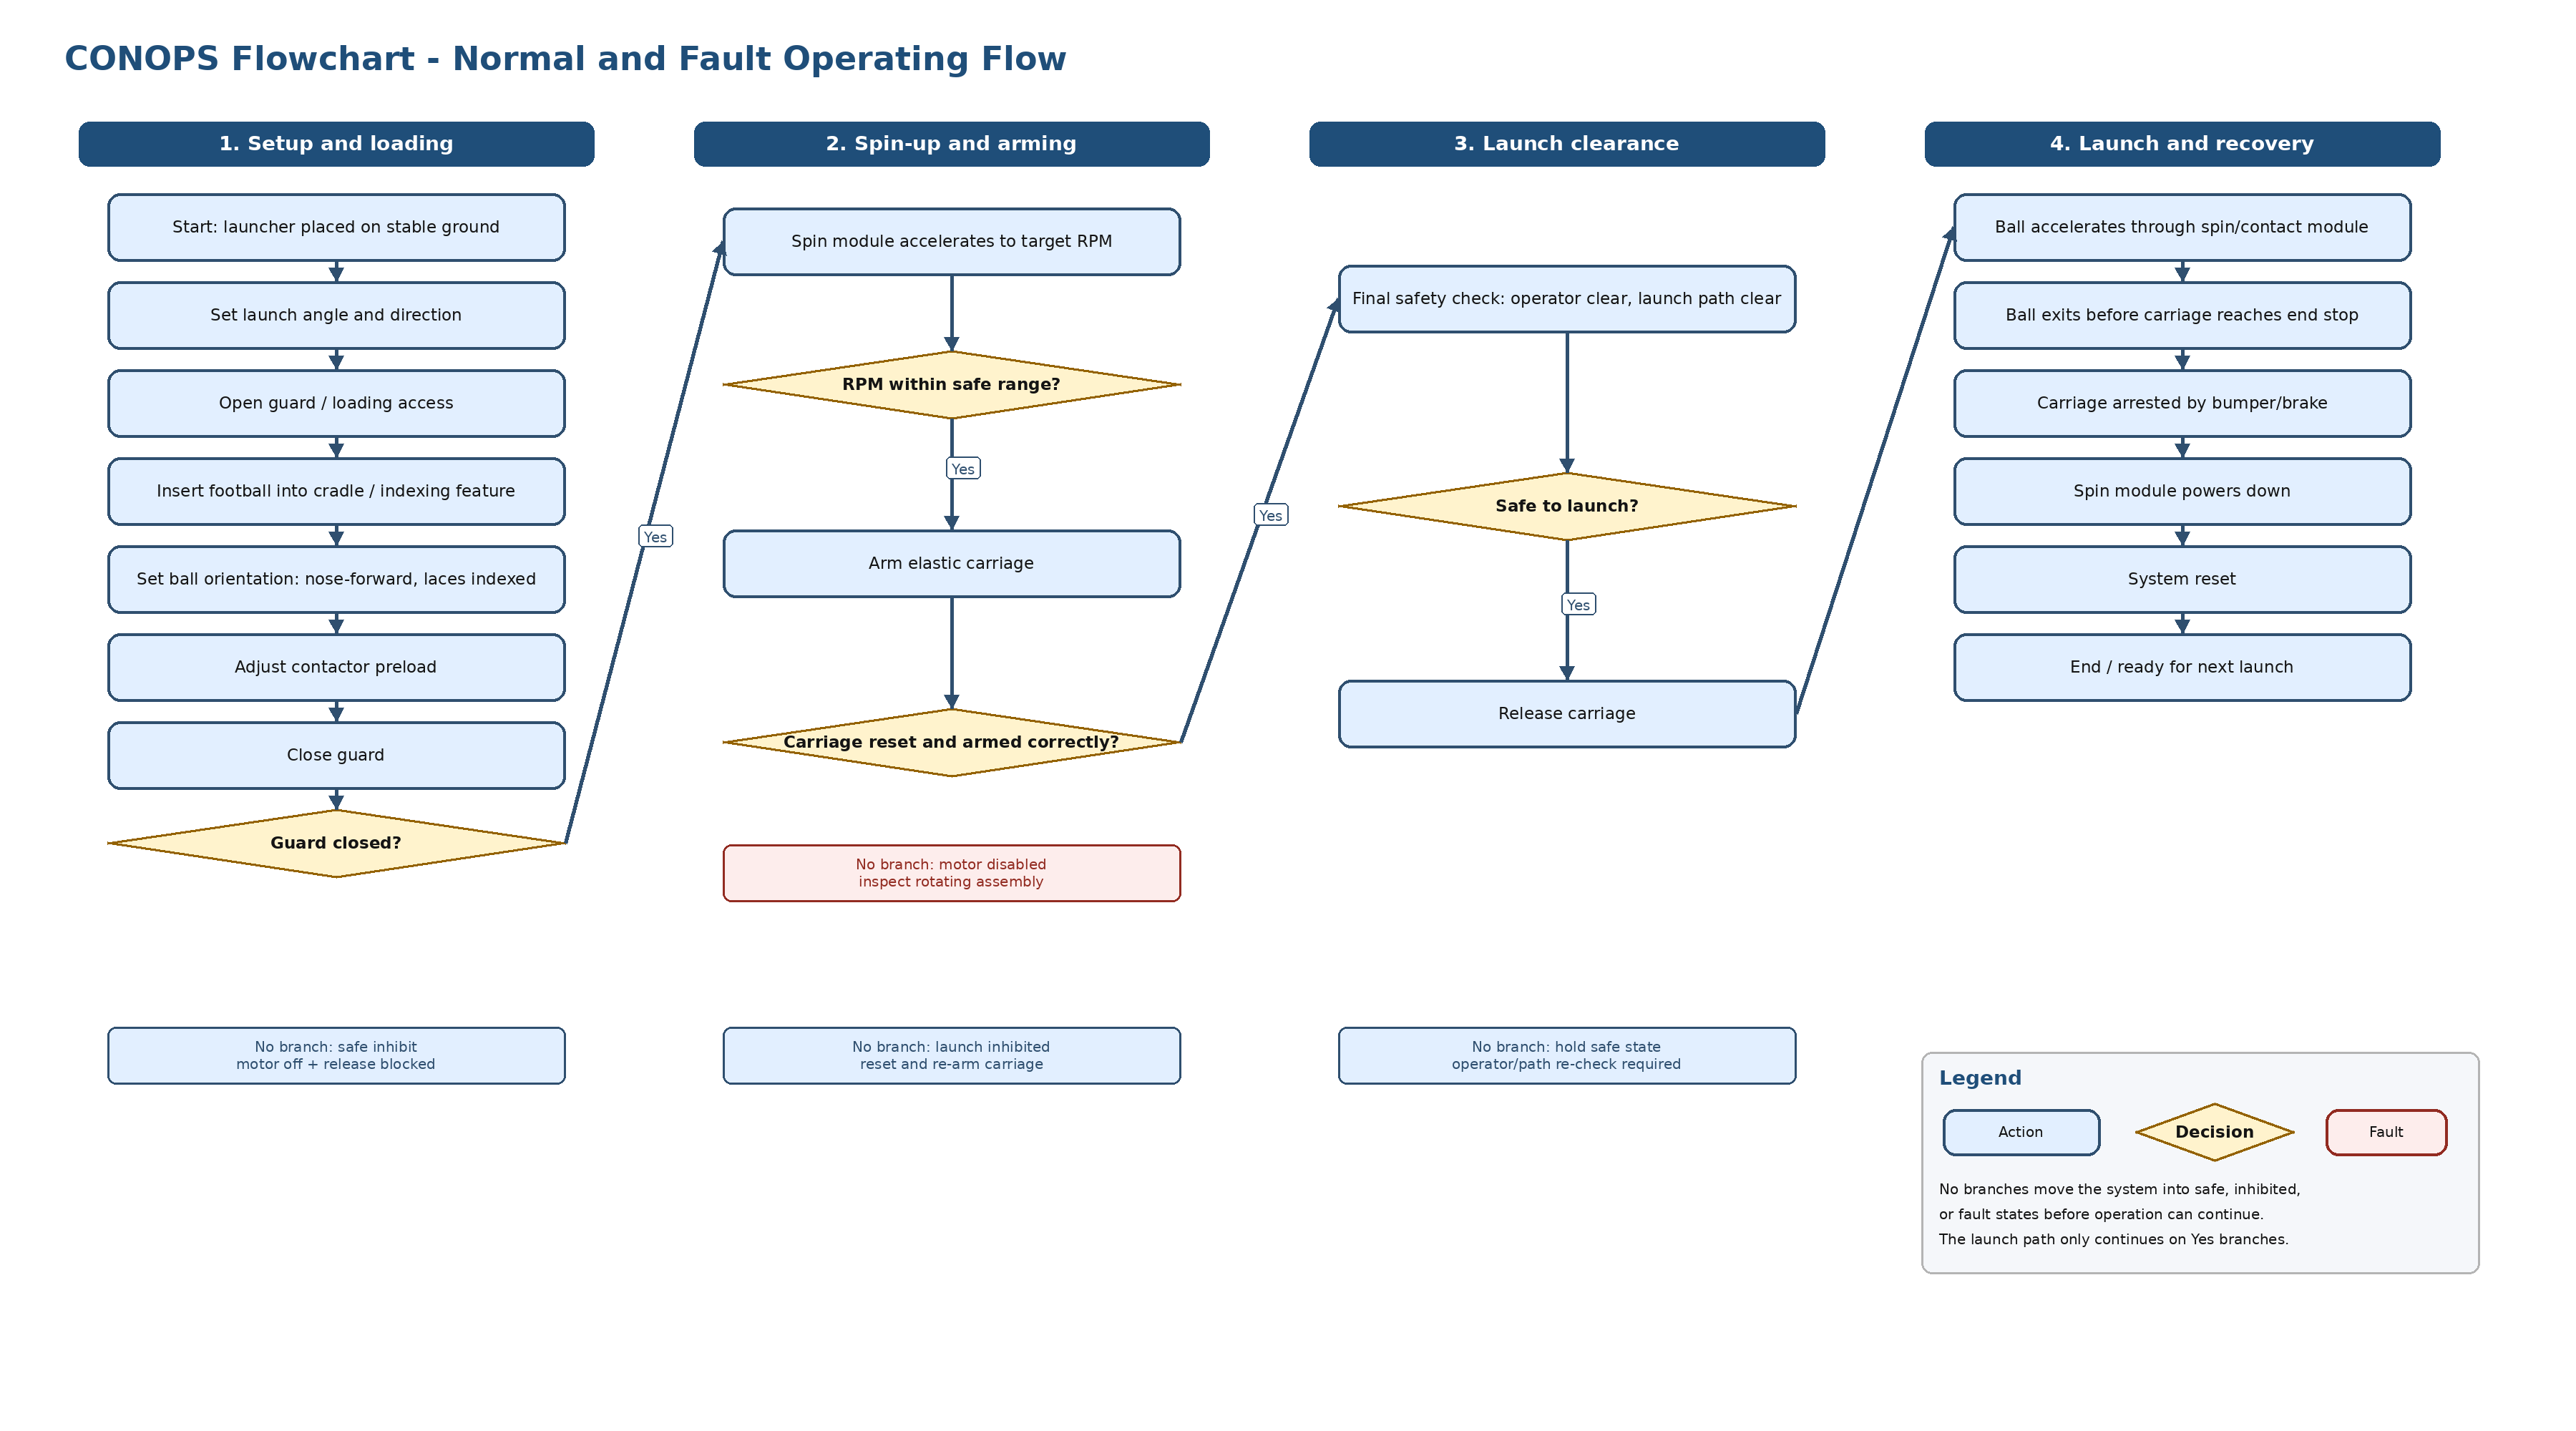 CONOPS Flowchart - Normal and Fault Operating Flow
1. Setup and loading
Start: launcher placed on stable ground
Set launch angle and direction
Open guard / loading access
Insert football into cradle / indexing feature
Set ball orientation: nose-forward, laces indexed
Adjust contactor preload
Close guard
Guard closed?
Yes
No branch: safe inhibit
motor off + release blocked
2. Spin-up and arming
Spin module accelerates to target RPM
RPM within safe range?
Yes
Arm elastic carriage
Carriage reset and armed correctly?
Yes
No branch: motor disabled
inspect rotating assembly
No branch: launch inhibited
reset and re-arm carriage
3. Launch clearance
Final safety check: operator clear, launch path clear
Safe to launch?
Yes
Release carriage
No branch: hold safe state
operator/path re-check required
4. Launch and recovery
Ball accelerates through spin/contact module
Ball exits before carriage reaches end stop
Carriage arrested by bumper/brake
Spin module powers down
System reset
End / ready for next launch
Legend
Action
Decision
Fault
No branches move the system into safe, inhibited,
or fault states before operation can continue.
The launch path only continues on Yes branches.